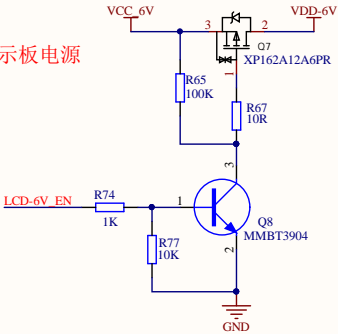 VCC_6V
VDD-6V
3
2
Q7
XP162A12A6PR
1
示板电源
R65
100K
R67
10R
3
LCD-6V_EN
R74
1K
1
Q8
MMBT3904
R77
10K
2
GND